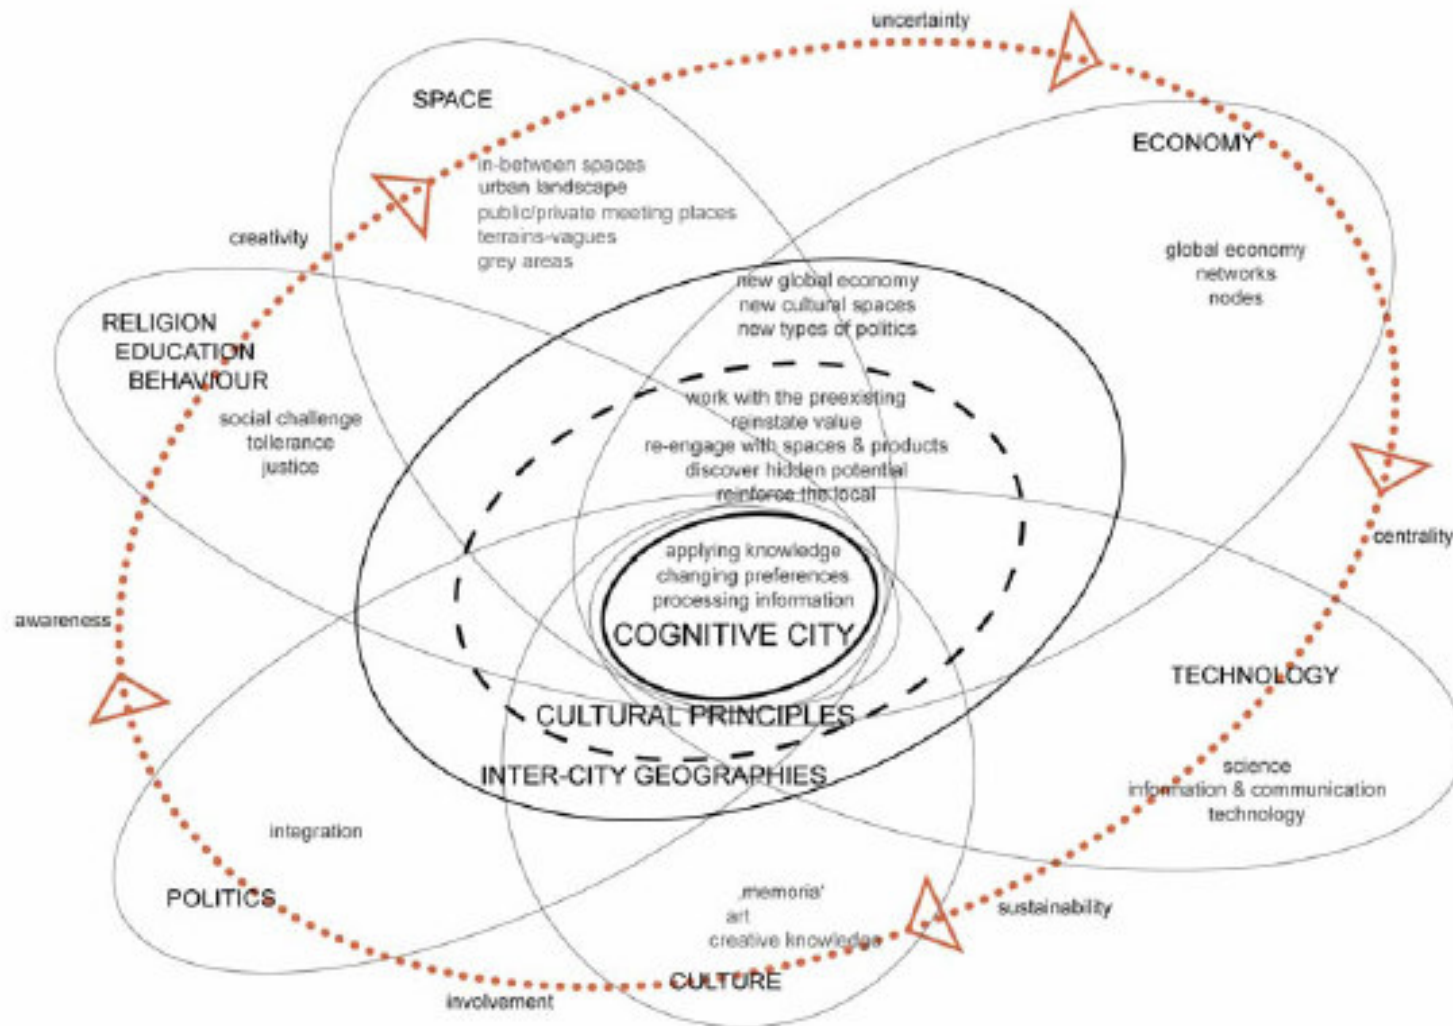 uncertainty
SPACE
in-between spaces
urban landscape
public/private meeting places
terrains-vagues
grey areas
ECONOMY
global economy
networks
nodes
creativity
RELIGION
EDUCATION
BEHAVIOUR
social challenge
tollerance
justice
new global economy
new cultural spaces
new types of politics
work with the preexisting
reinstate value
re-engage with spaces & products
discover hidden potential
reinforce the local
applying knowledge
changing preferences
processing information
COGNITIVE CITY
CULTURAL PRINCIPLES
INTER-CITY GEOGRAPHIES
centrality
awareness
TECHNOLOGY
science
information & communication
technology
integration
POLITICS
‚memoria‘
art
creative knowledge
CULTURE
sustainability
involvement